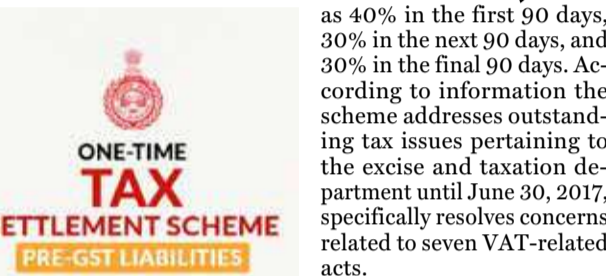 ONE-TIME
TAX
ETTLEMENT SCHEME
PRE-GST LIABILITIES
as 40% in the first 90 days,
30% in the next 90 days, and
30% in the final 90 days. Ac-
cording to information the
scheme addresses outstand-
ing tax issues pertaining to
the excise and taxation de-
partment until June 30, 2017,
specifically resolves concerns
related to seven VAT-related
acts.